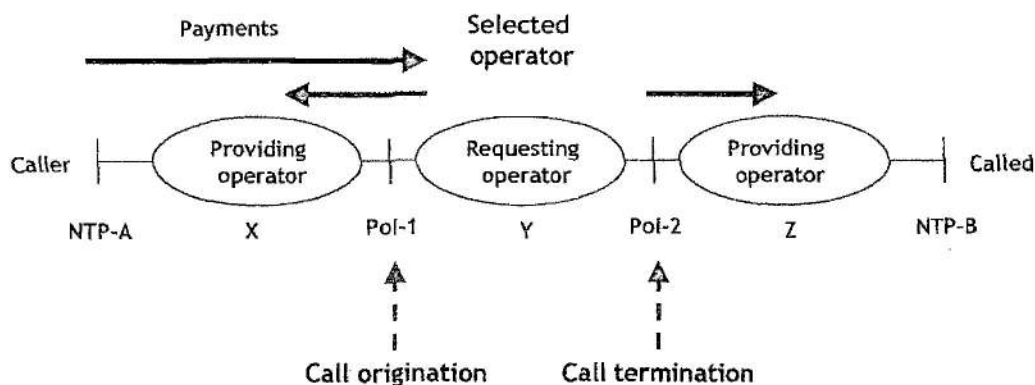 Payments
Selected
operator
Caller
Providing
operator
Requesting
operator
Providing
operator
Called
NTP-A
X
PoI-1
Y
PoI-2
Z
NTP-B
Call origination
Call termination